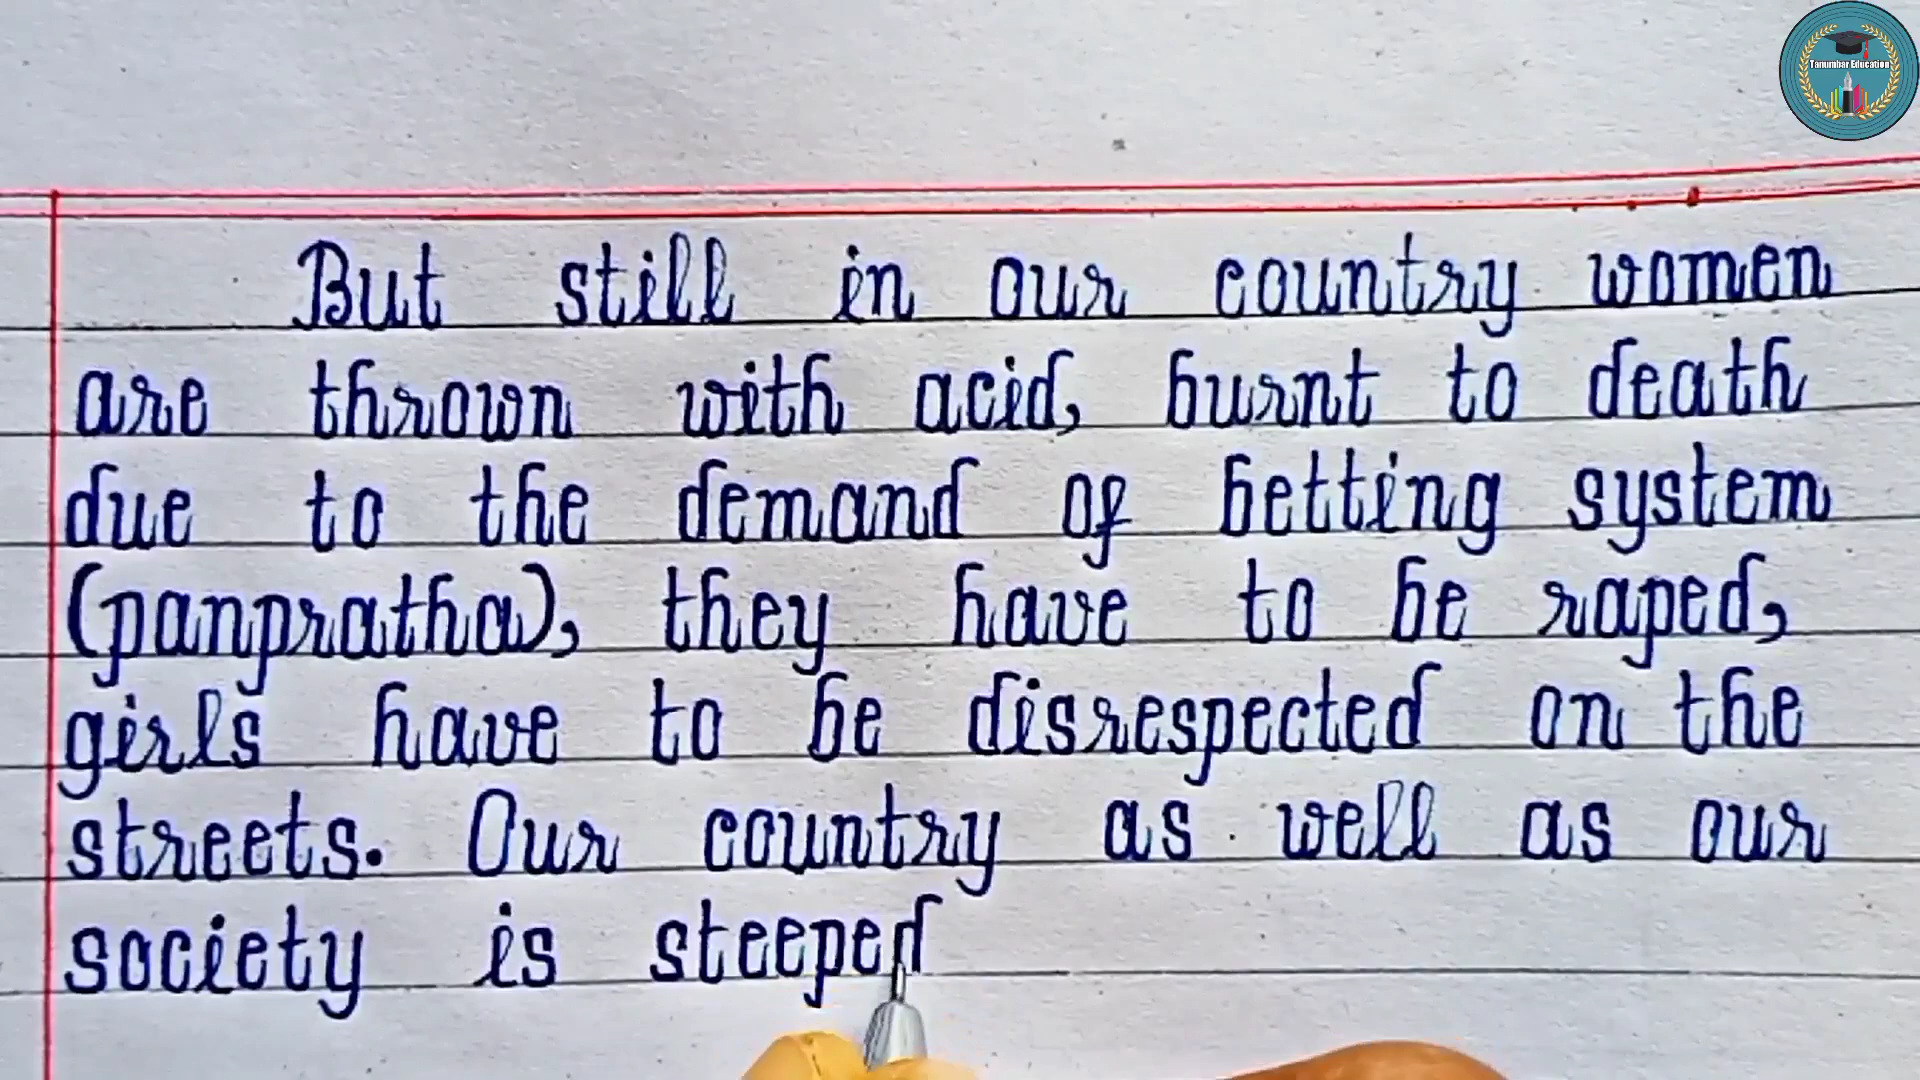 Tanumbar Education
But still in our country women
are thrown with acid, burnt to death
due to the demand of betting system
(panpratha), they have to be raped,
girls have to be disrespected on the
streets. Our country as well as our
society is steeped